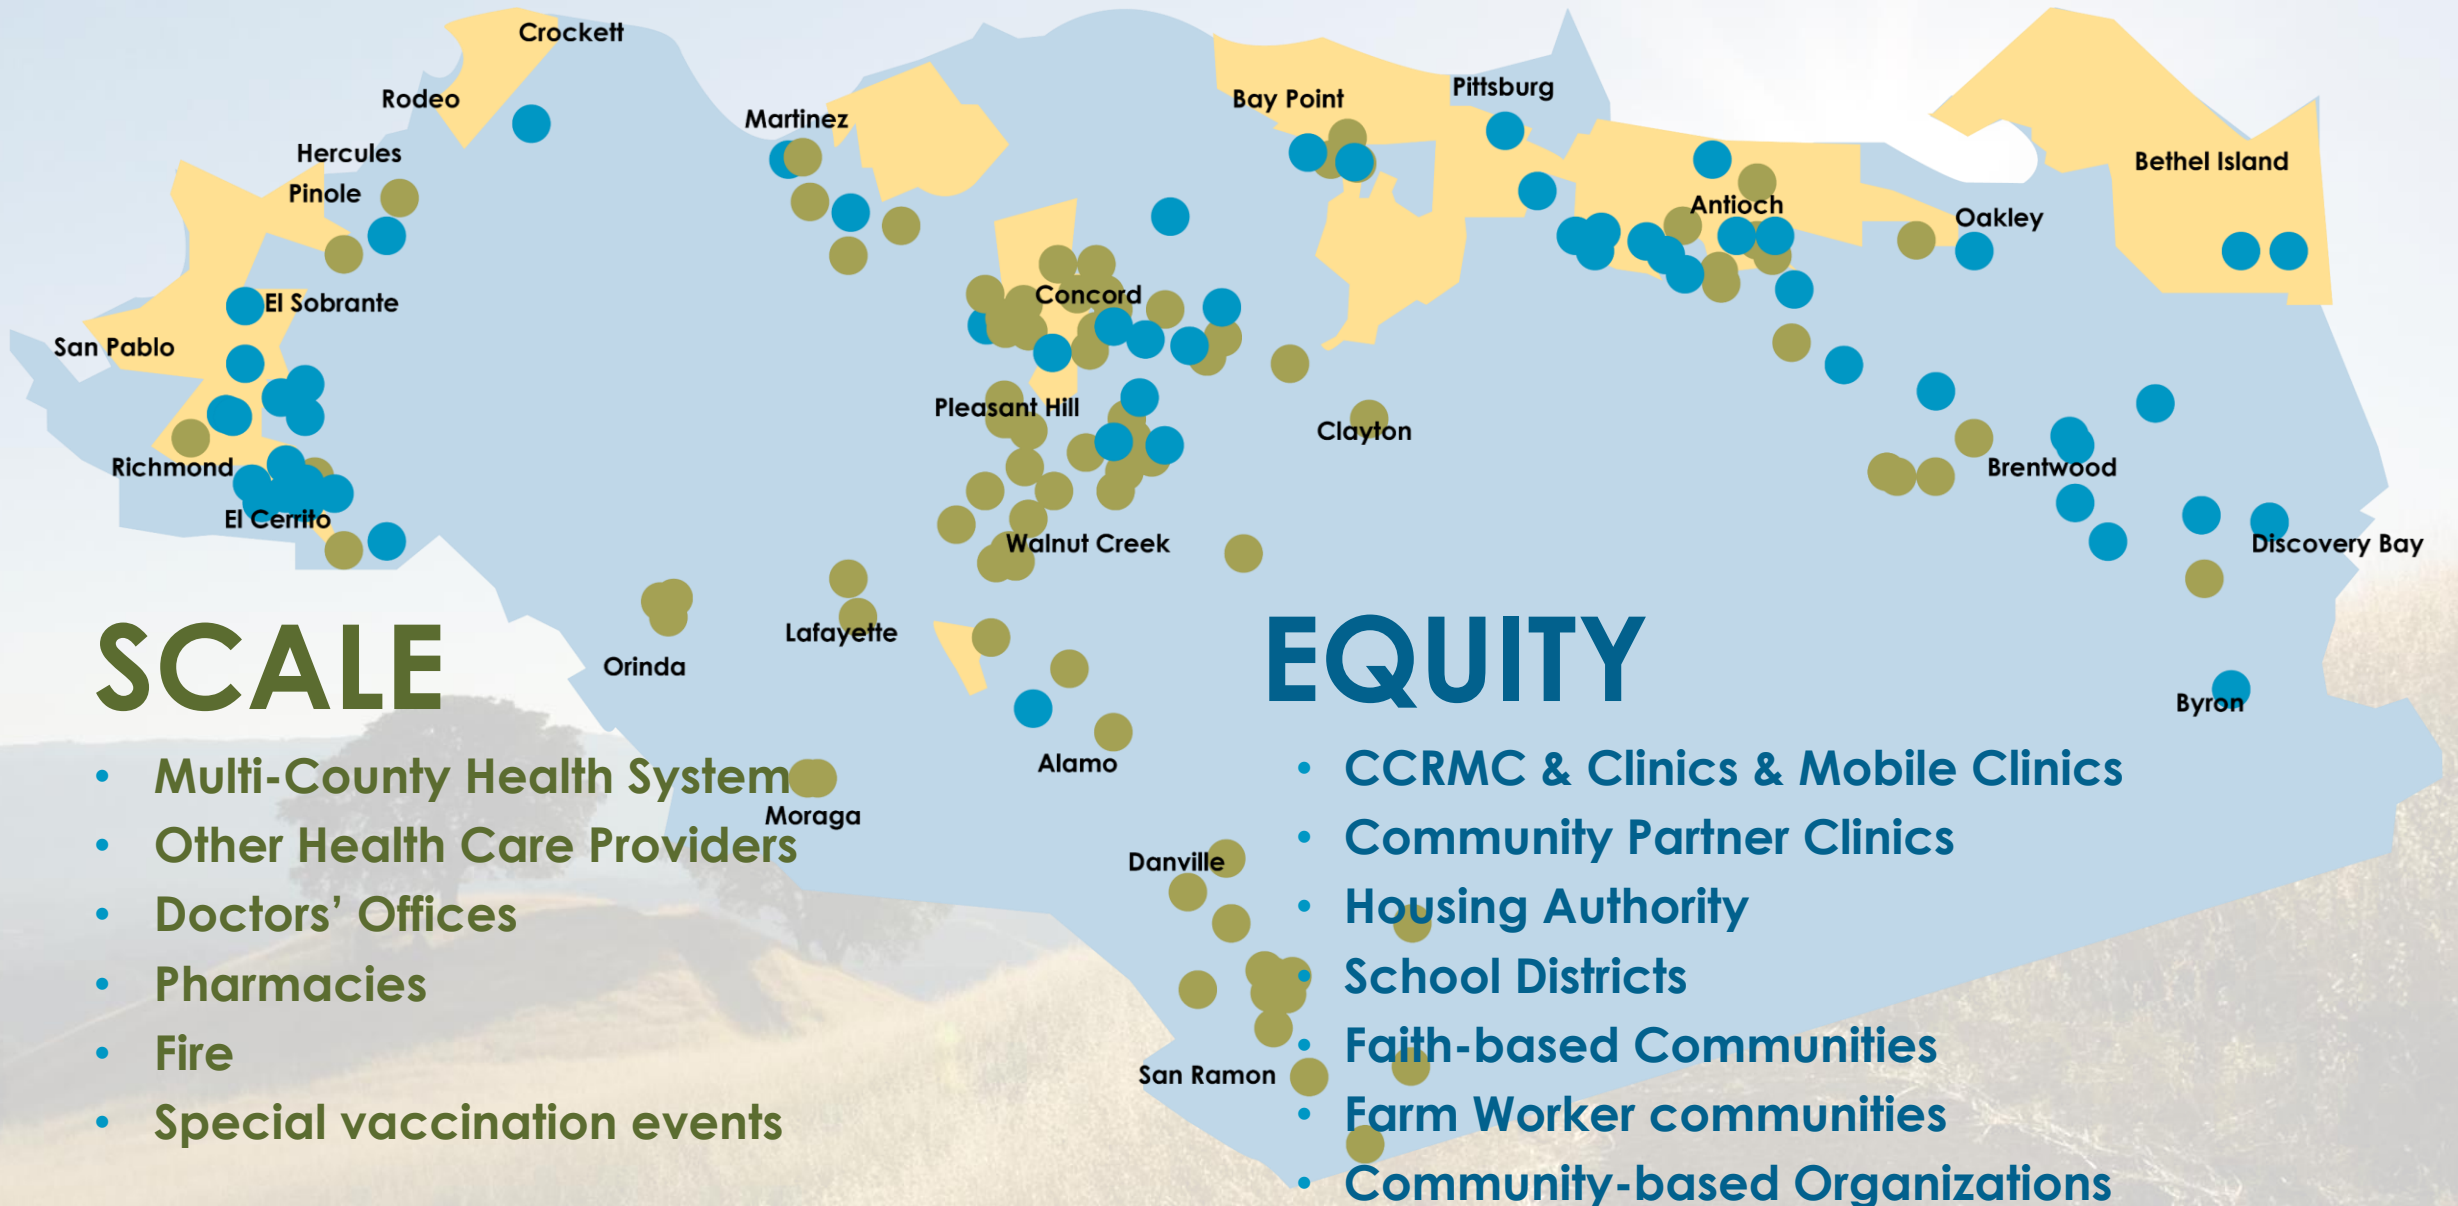 Crockett
Rodeo
Hercules
Pinole
Martinez
Bay Point
Pittsburg
Antioch
Oakley
Bethel Island
El Sobrante
San Pablo
Concord
Richmond
El Cerrito
Pleasant Hill
Clayton
Brentwood
Walnut Creek
Discovery Bay
Lafayette
Orinda
Byron
Alamo
Moraga
Danville
San Ramon
SCALE
• Multi-County Health System
• Other Health Care Providers
• Doctors’ Offices
• Pharmacies
• Fire
• Special vaccination events
EQUITY
• CCRMC & Clinics & Mobile Clinics
• Community Partner Clinics
• Housing Authority
• School Districts
• Faith-based Communities
• Farm Worker communities
• Community-based Organizations